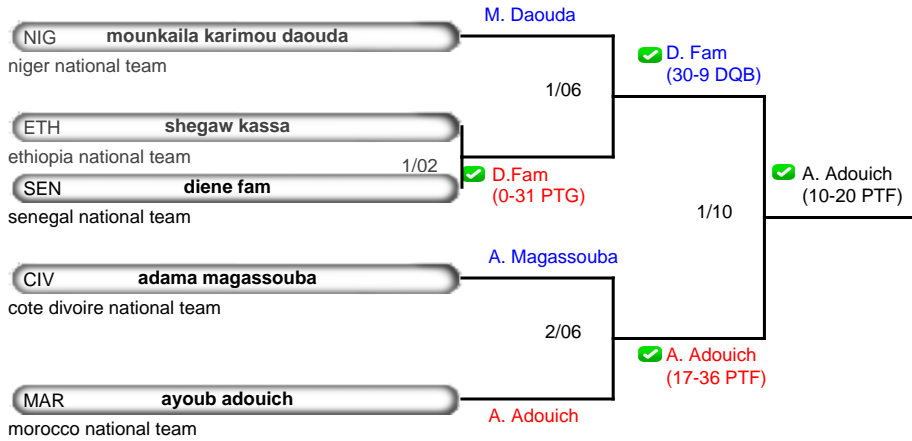 M. Daouda
NIG mounkaila karimou daouda
niger national team
D. Fam
(30-9 DQB)
1/06
ETH shegaw kassa
ethiopia national team
1/02
D.Fam
(0-31 PTG)
SEN diene fam
senegal national team
A. Adouich
(10-20 PTF)
1/10
A. Magassouba
CIV adama magassouba
cote divoire national team
2/06
A. Adouich
(17-36 PTF)
MAR ayoub adouich
A. Adouich
morocco national team